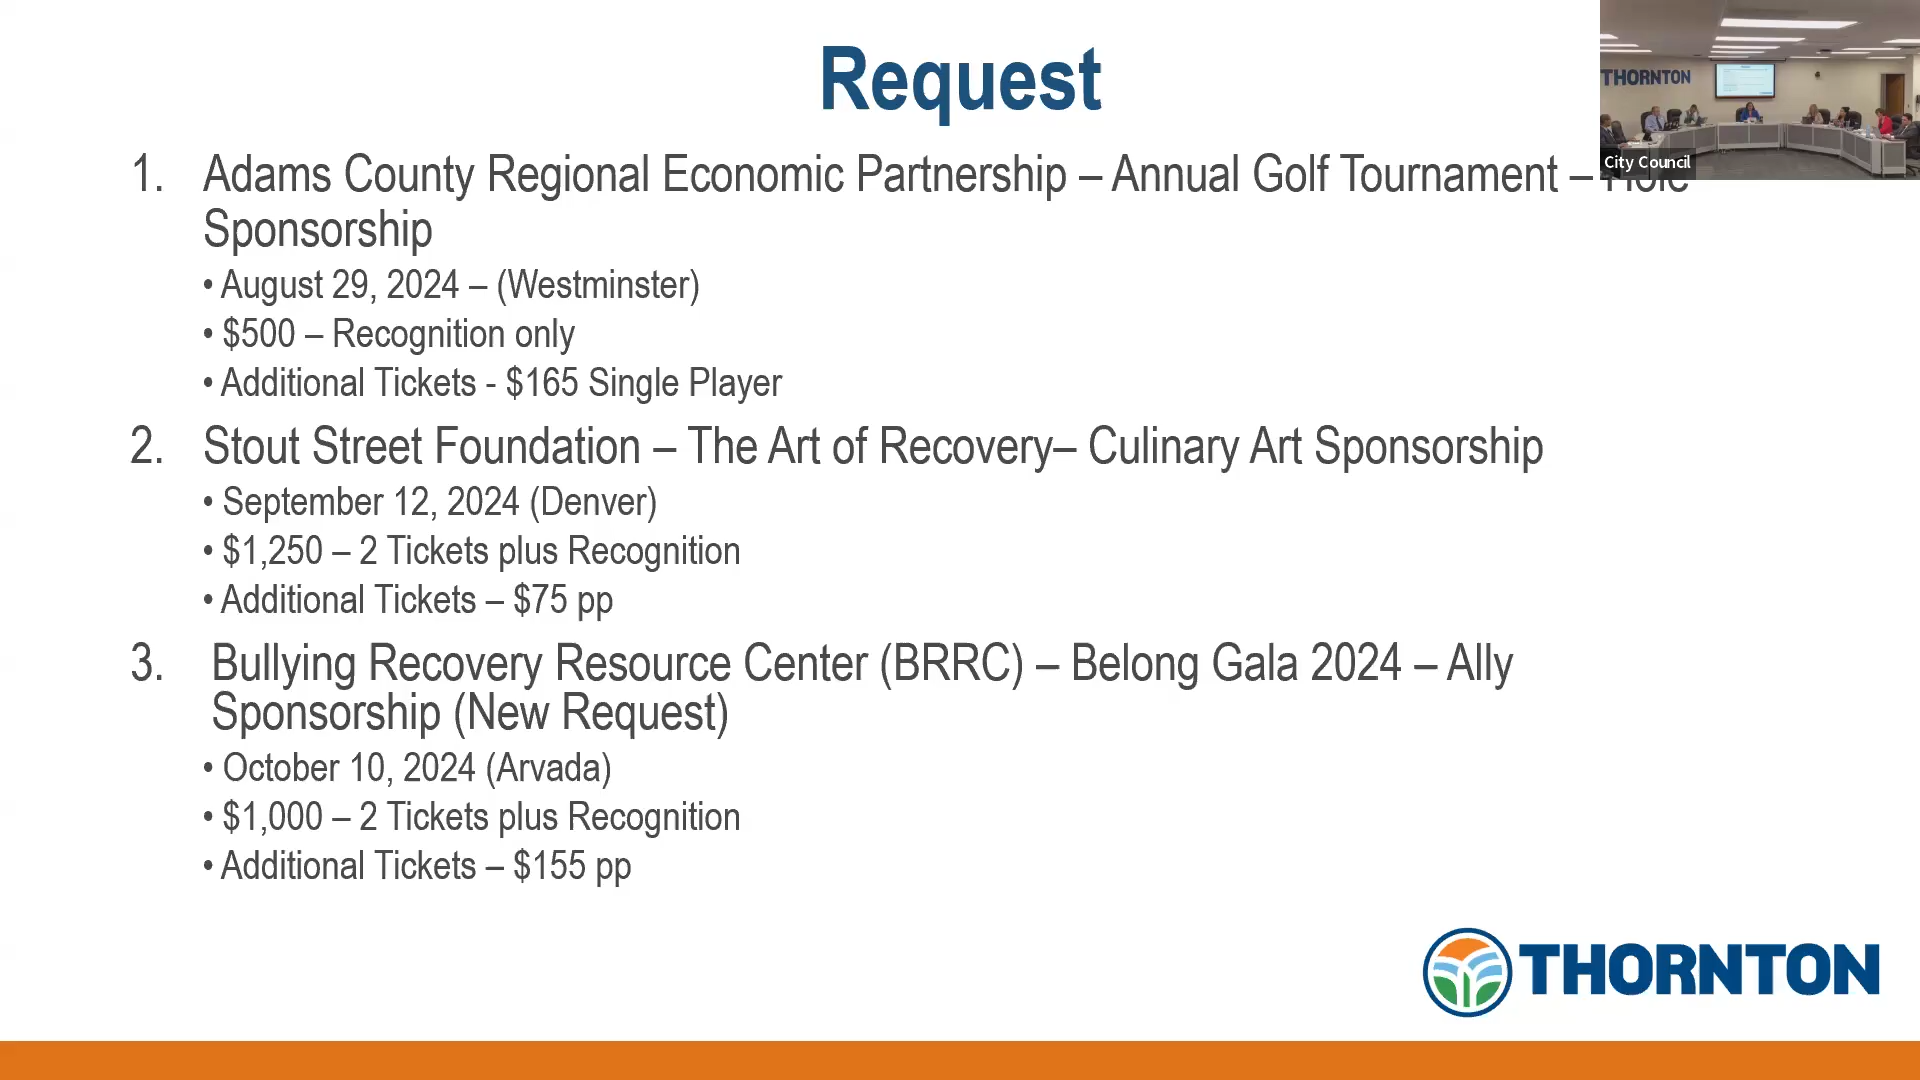 Request
THORNTON
City Council
1. Adams County Regional Economic Partnership – Annual Golf Tournament – Hole
Sponsorship
• August 29, 2024 – (Westminster)
• $500 – Recognition only
• Additional Tickets - $165 Single Player
2. Stout Street Foundation – The Art of Recovery– Culinary Art Sponsorship
• September 12, 2024 (Denver)
• $1,250 – 2 Tickets plus Recognition
• Additional Tickets – $75 pp
3. Bullying Recovery Resource Center (BRRC) – Belong Gala 2024 – Ally
Sponsorship (New Request)
• October 10, 2024 (Arvada)
• $1,000 – 2 Tickets plus Recognition
• Additional Tickets – $155 pp
THORNTON